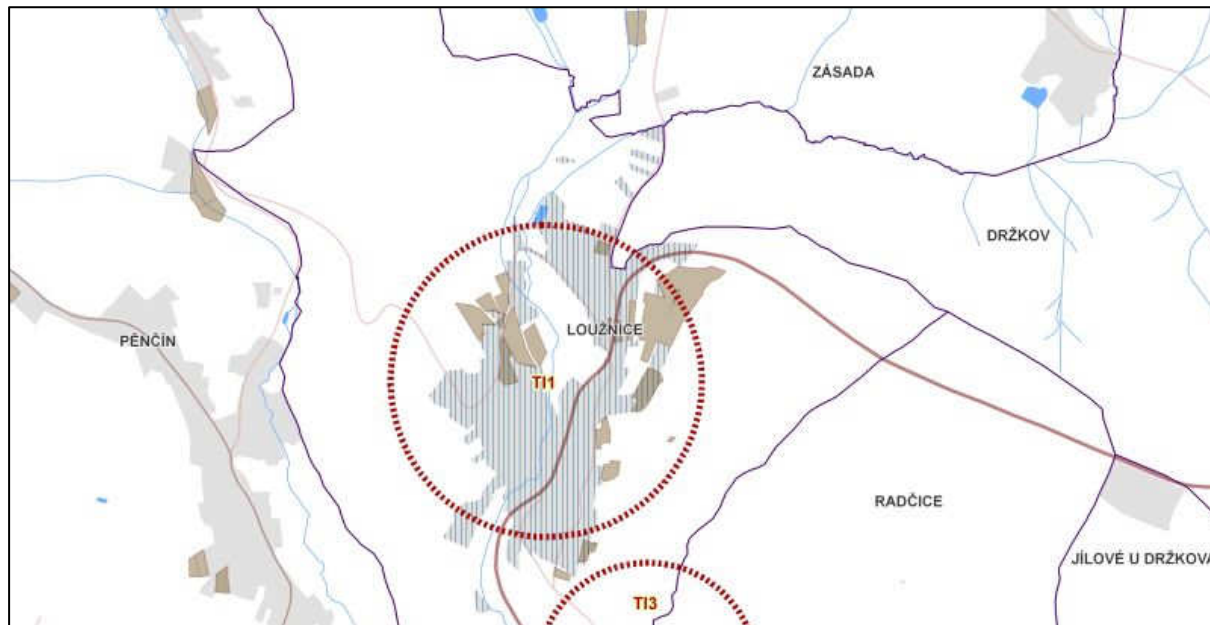 ZÁSADA
DRŽKOV
LOUŽNICE
PĚNČÍN
TI1
RADČICE
JÍLOVÉ U DRŽKOVA
TI3